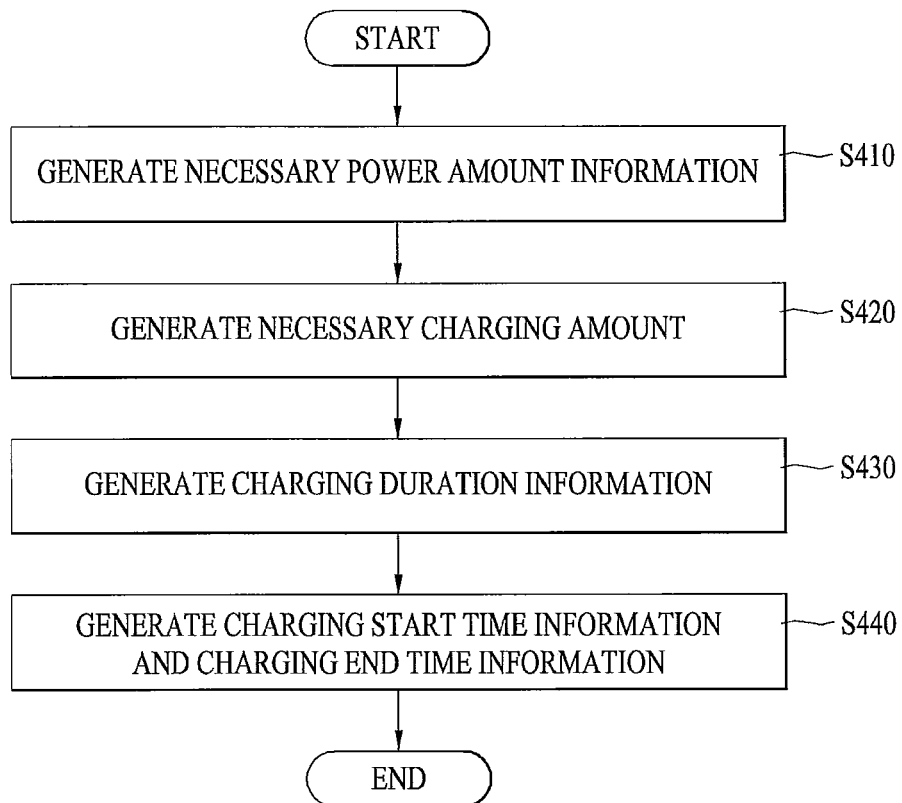 START
GENERATE NECESSARY POWER AMOUNT INFORMATION
S410
GENERATE NECESSARY CHARGING AMOUNT
S420
GENERATE CHARGING DURATION INFORMATION
S430
GENERATE CHARGING START TIME INFORMATION
AND CHARGING END TIME INFORMATION
S440
END